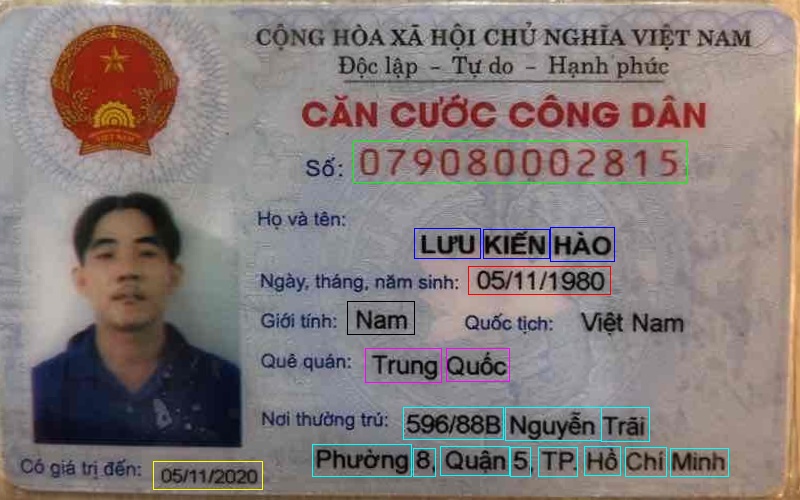 CỘNG HÒA XÃ HỘI CHỦ NGHĨA VIỆT NAM
Độc lập - Tự do - Hạnh phúc
CĂN CƯỚC CÔNG DÂN
Số: 079080002815
Họ và tên:
LƯU KIẾN HÀO
Ngày, tháng, năm sinh: 05/11/1980
Giới tính: Nam Quốc tịch: Việt Nam
Quê quán: Trung Quốc
Nơi thường trú: 596/88B Nguyễn Trãi
Phường 8, Quận 5, TP. Hồ Chí Minh
Có giá trị đến: 05/11/2020
VIỆT NAM